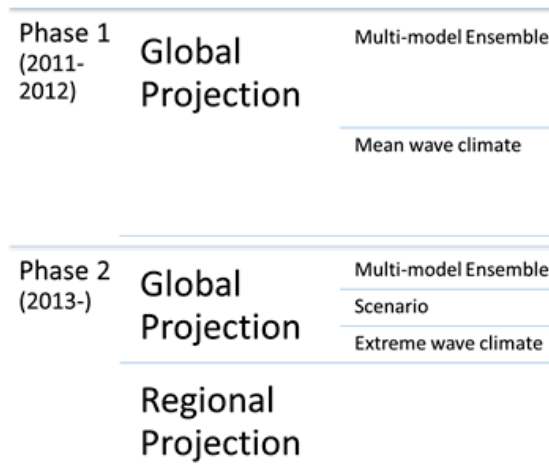 Phase 1
(2011-
2012)
Global
Projection
Multi-model Ensemble
Mean wave climate
Phase 2
(2013-)
Global
Projection
Multi-model Ensemble
Scenario
Extreme wave climate
Regional
Projection